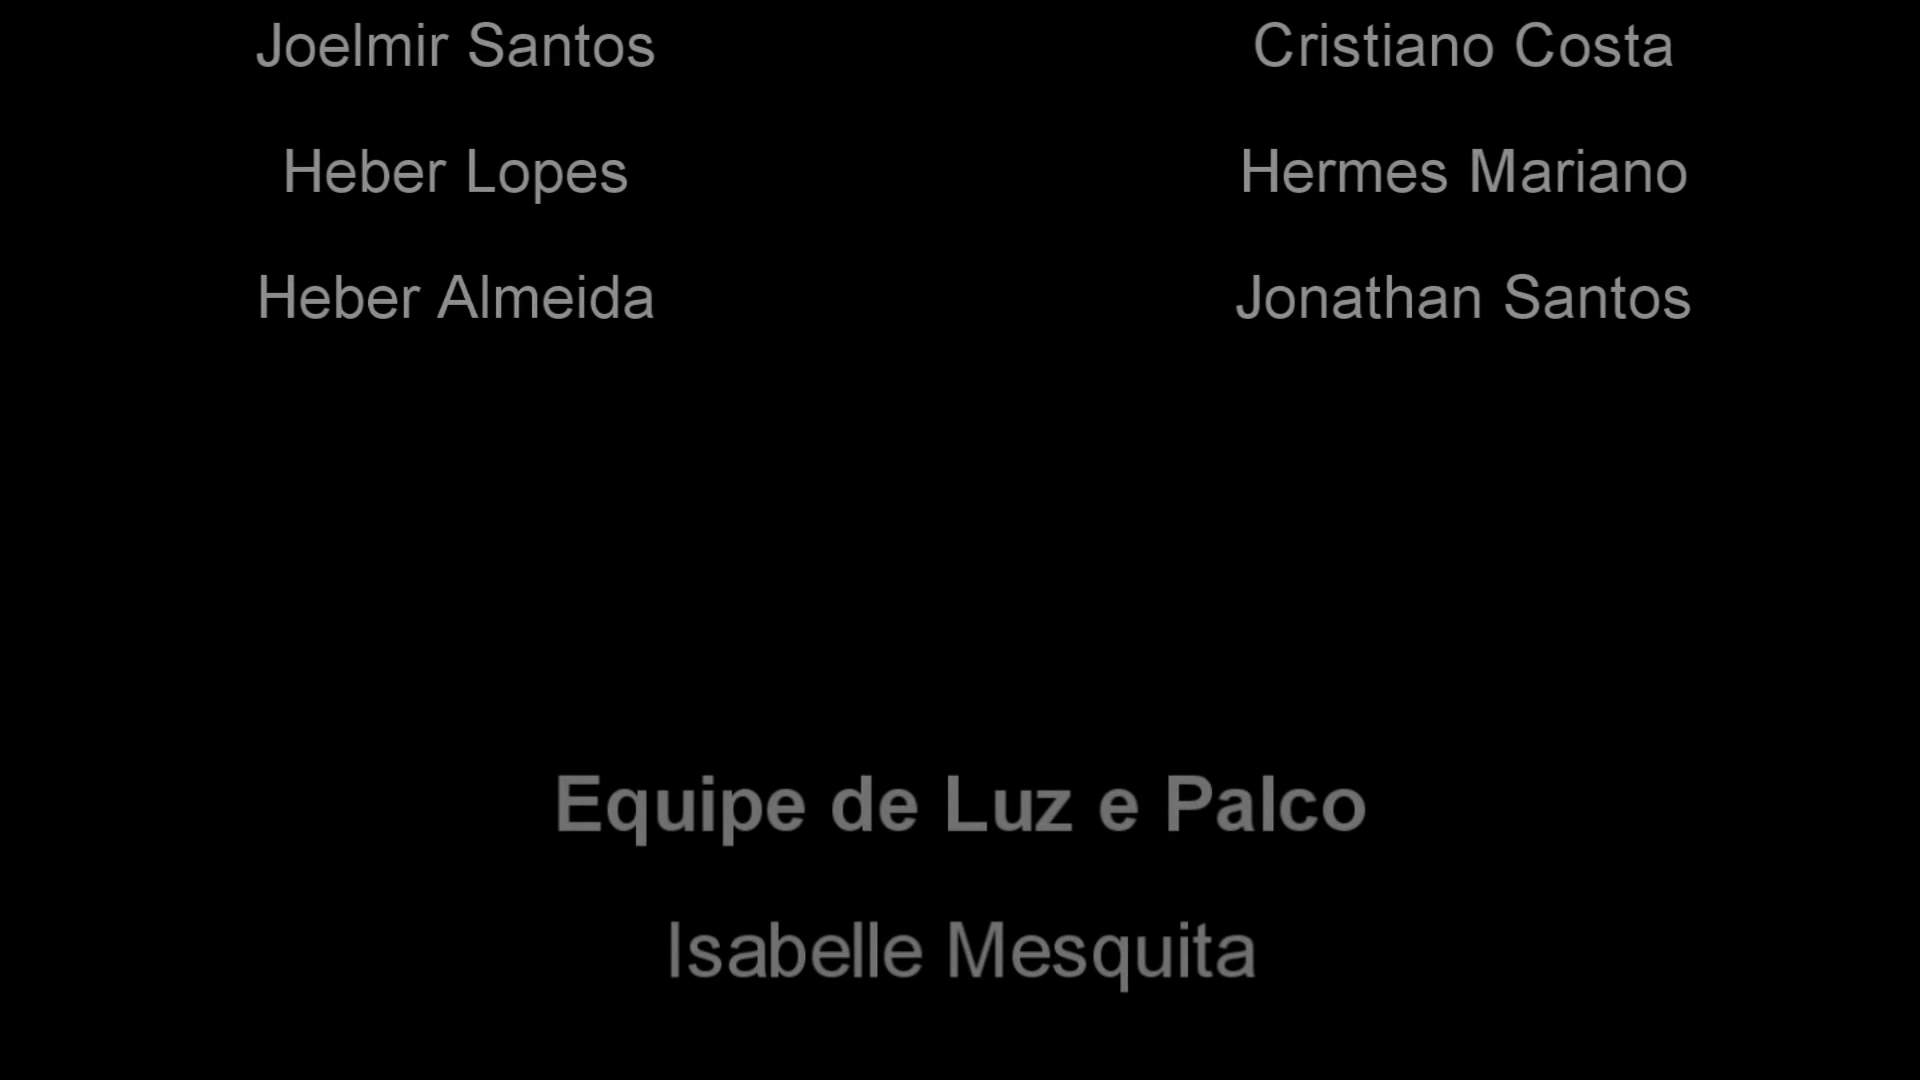 Joelmir Santos
Cristiano Costa
Heber Lopes
Hermes Mariano
Heber Almeida
Jonathan Santos
Equipe de Luz e Palco
Isabelle Mesquita